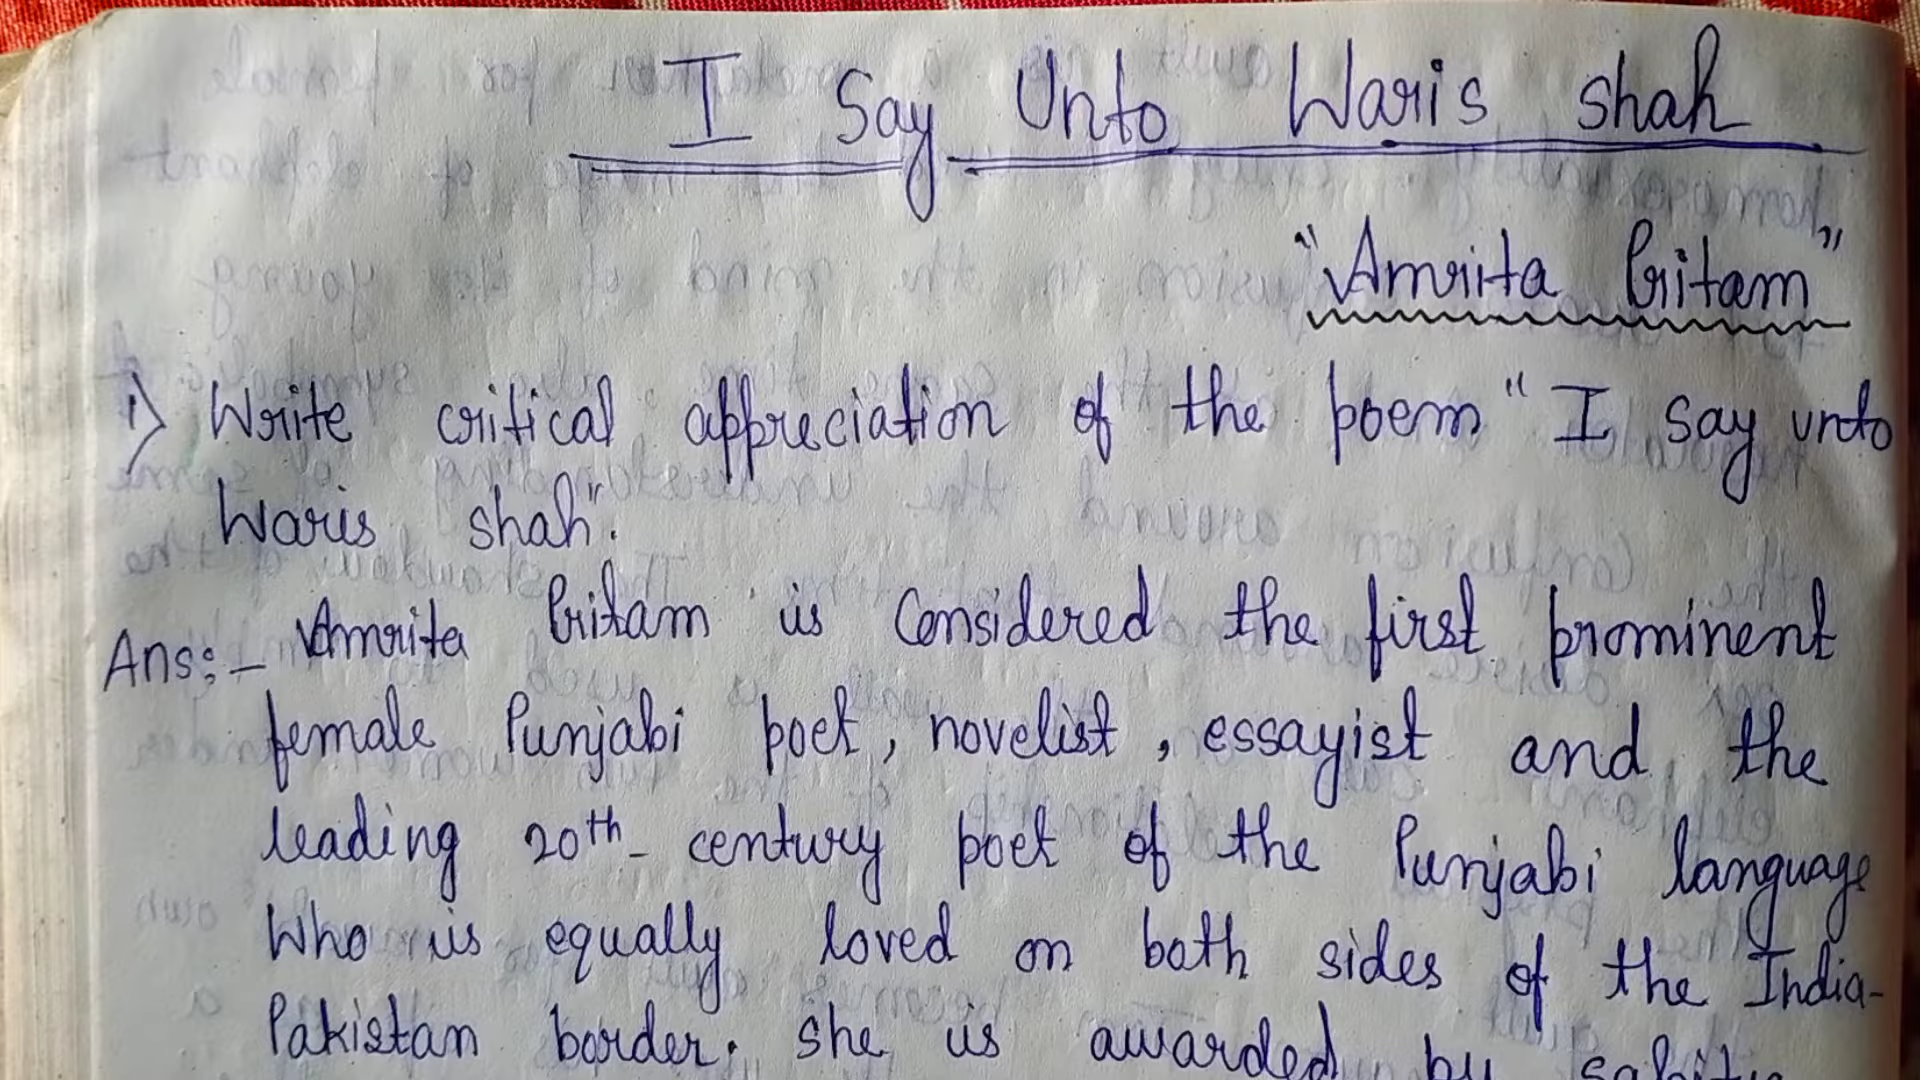 I Say Unto Waris shah
"Amrita Pritam"
1) Write critical appreciation of the poem "I say unto
Waris shah".
Ans:- Amrita Pritam is Considered the first prominent
female Punjabi poet, novelist, essayist and the
leading 20th-century poet of the Punjabi language
Who is equally loved on both sides of the India-
Pakistan border. she is awarded by